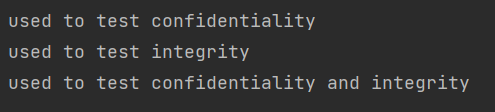 used to test confidentiality
used to test integrity
used to test confidentiality and integrity